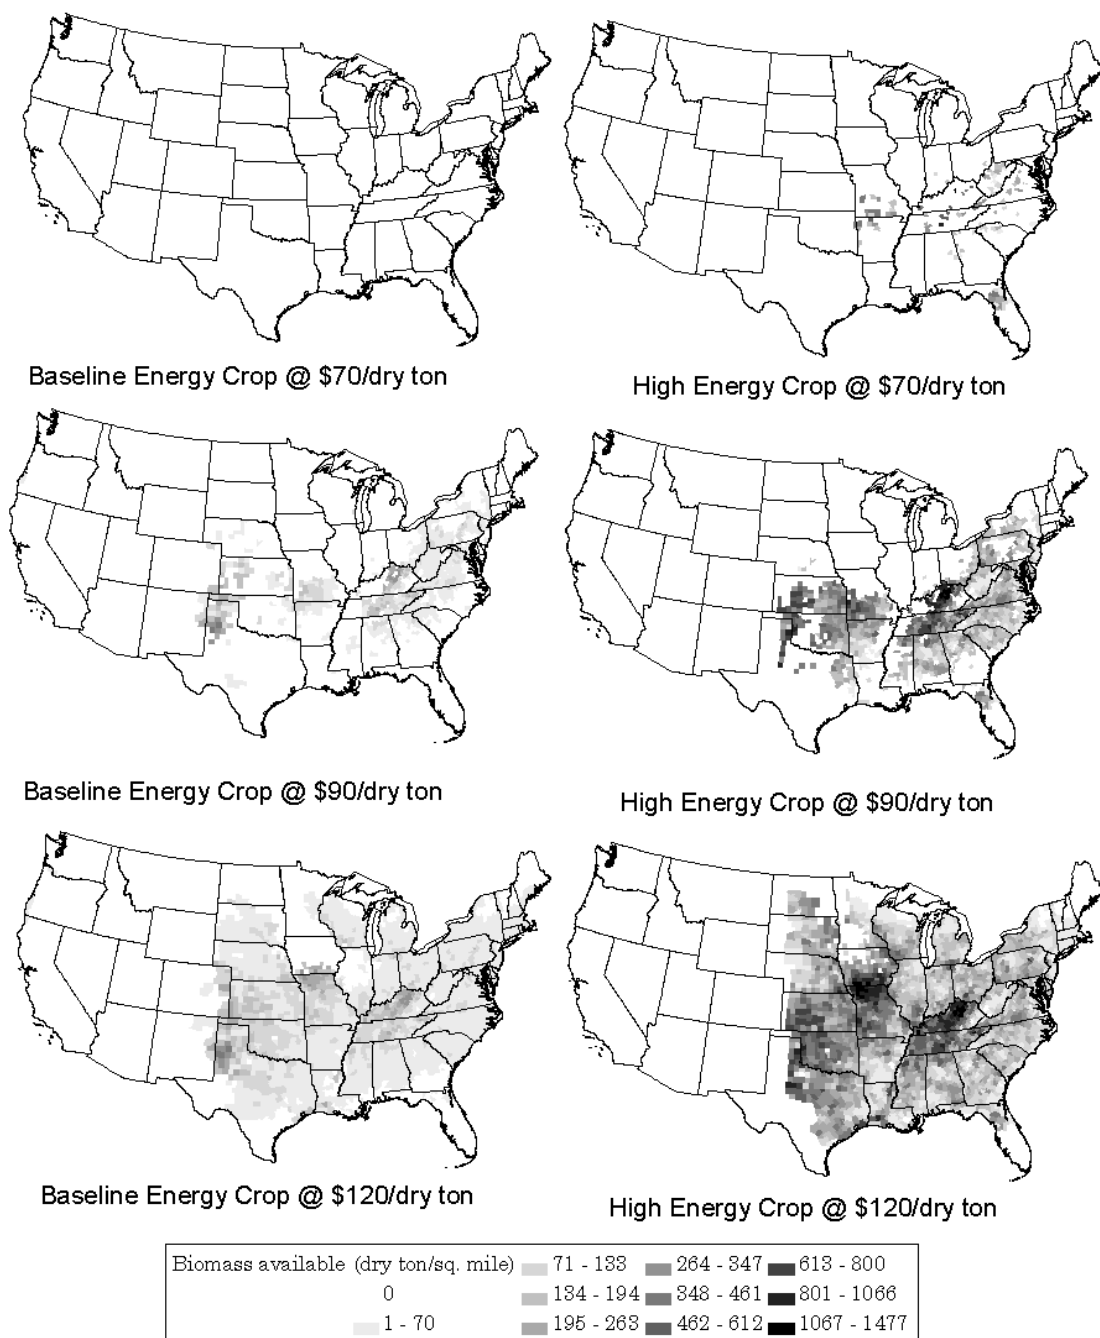 Baseline Energy Crop @ $70/dry ton
High Energy Crop @ $70/dry ton
Baseline Energy Crop @ $90/dry ton
High Energy Crop @ $90/dry ton
Baseline Energy Crop @ $120/dry ton
High Energy Crop @ $120/dry ton
Biomass available (dry ton/sq. mile)
0
1 - 70
71 - 133
134 - 194
195 - 263
264 - 347
348 - 461
462 - 612
613 - 800
801 - 1066
1067 - 1477